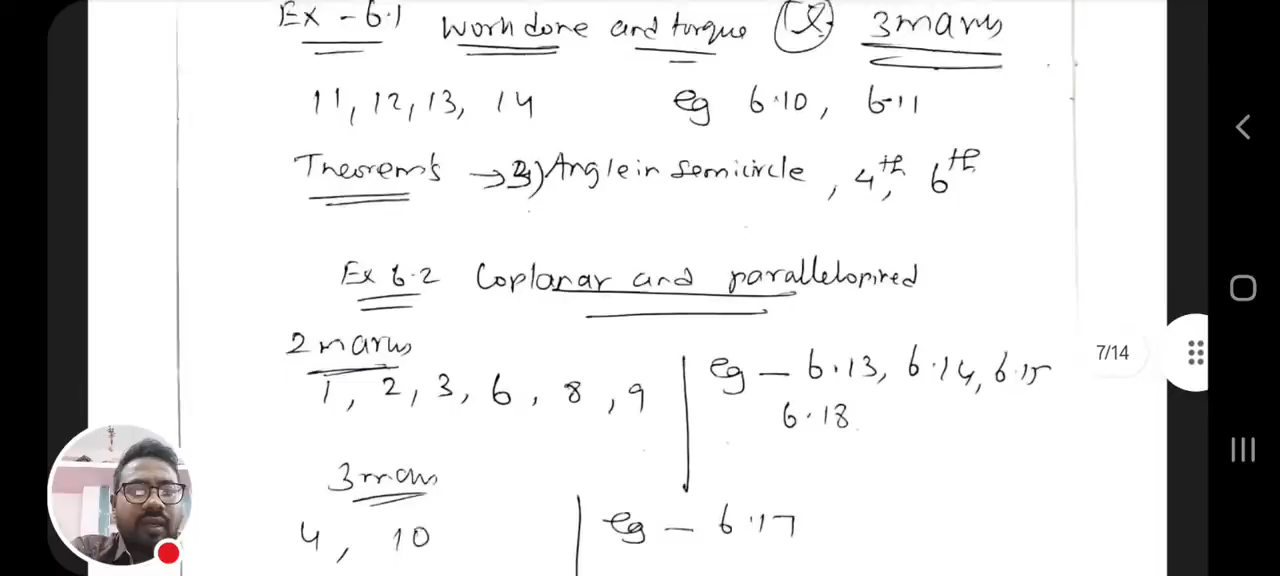 Ex - 6.1 Work done and torque (2) 3 marks
11, 12, 13, 14 eg 6.10, 6.11
Theorems → 3) Angle in semicircle, 4th, 6th
Ex 6.2 Coplanar and parallelopired
2 marks
1, 2, 3, 6, 8, 9
eg - 6.13, 6.14, 6.15
6.18
7/14
3 marks
4, 10
eg - 6.17